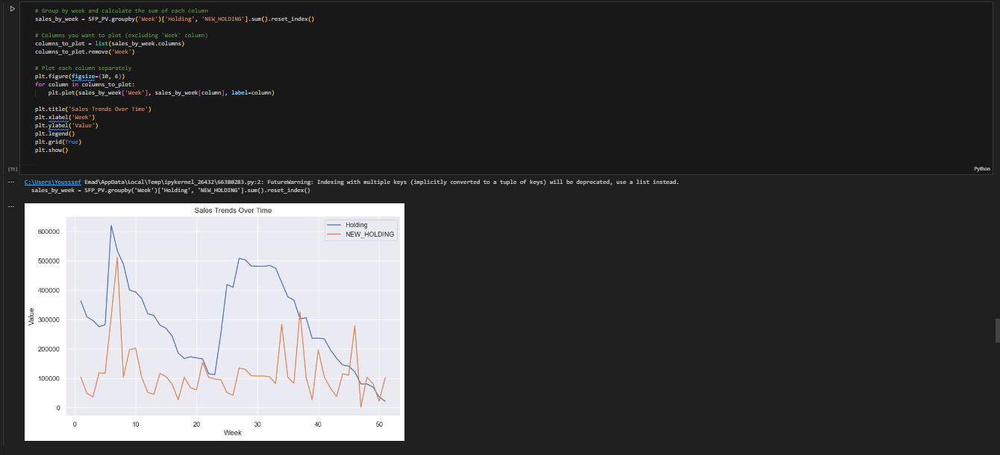 # Group by week and calculate the sum of each column
sales_by_week = SFP_PV.groupby('Week')['Holding', 'NEW_HOLDING'].sum().reset_index()
# Columns you want to plot (excluding 'Week' column)
columns_to_plot = list(sales_by_week.columns)
columns_to_plot.remove('Week')
# Plot each column separately
plt.figure(figsize=(10, 6))
for column in columns_to_plot:
    plt.plot(sales_by_week['Week'], sales_by_week[column], label=column)
plt.title('Sales Trends Over Time')
plt.xlabel('Week')
plt.ylabel('Value')
plt.legend()
plt.grid(True)
plt.show()
[71]
Python
C:\Users\Yousssef Emad\AppData\Local\Temp\ipykernel_26432\66380283.py:2: FutureWarning: Indexing with multiple keys (implicitly converted to a tuple of keys) will be deprecated, use a list instead.
  sales_by_week = SFP_PV.groupby('Week')['Holding', 'NEW_HOLDING'].sum().reset_index()
Sales Trends Over Time
Holding
NEW_HOLDING
600000
500000
400000
300000
200000
100000
0
Value
0 10 20 30 40 50
Week